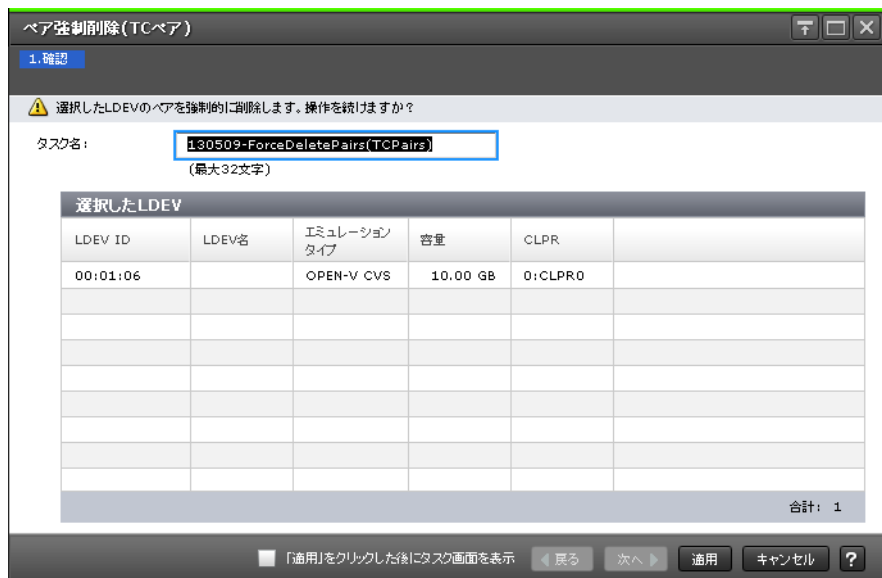 ペア強制削除(TCペア)
1.確認
選択したLDEVのペアを強制的に削除します。操作を続けますか?
タスク名: 130509-ForceDeletePairs(TCPairs)
(最大32文字)
選択したLDEV
LDEV ID LDEV名 エミュレーション タイプ 容量 CLPR
00:01:06 OPEN-V CVS 10.00 GB 0:CLPR0
合計: 1
「適用」をクリックした後にタスク画面を表示 戻る 次へ 適用 キャンセル ?